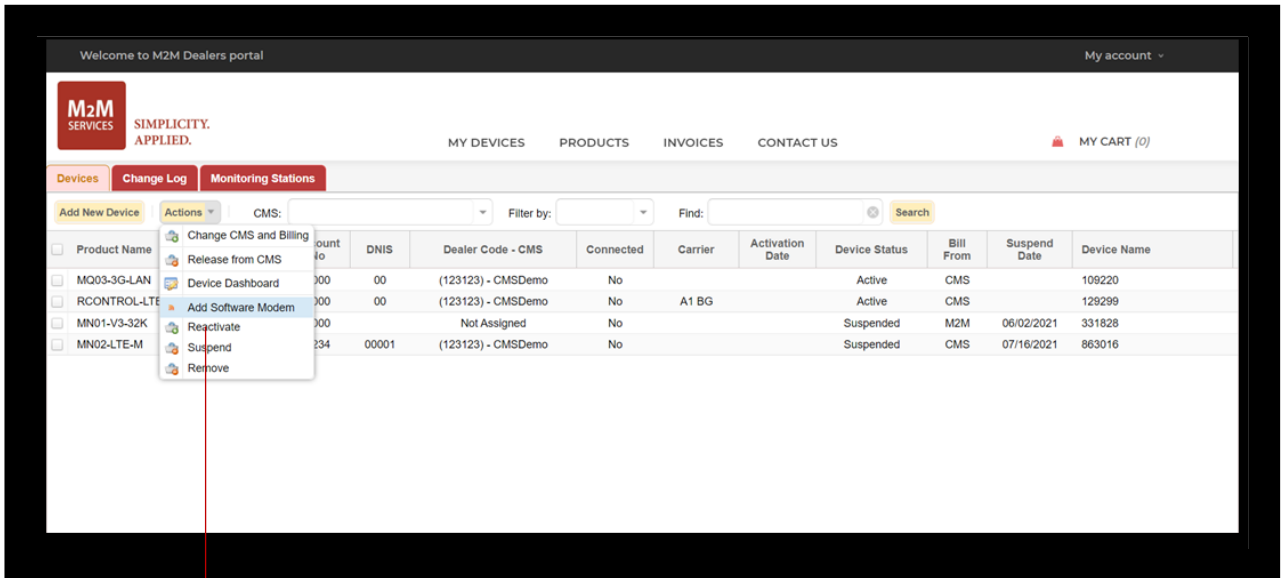 Welcome to M2M Dealers portal
My account
M2M
SERVICES
SIMPLICITY.
APPLIED.
MY DEVICES PRODUCTS INVOICES CONTACT US
MY CART (0)
Devices Change Log Monitoring Stations
Add New Device Actions CMS: Filter by: Find: Search
Change CMS and Billing
Release from CMS
Device Dashboard
Add Software Modem
Reactivate
Suspend
Remove
Product Name DNIS Dealer Code - CMS Connected Carrier Activation Date Device Status Bill From Suspend Date Device Name
MQ03-3G-LAN 000 00 (123123) - CMSDemo No Active CMS 109220
RCONTROL-LTE 000 00 (123123) - CMSDemo No A1 BG Active CMS 129299
MN01-V3-32K 000 Not Assigned No Suspended M2M 06/02/2021 331828
MN02-LTE-M 234 00001 (123123) - CMSDemo No Suspended CMS 07/16/2021 863016